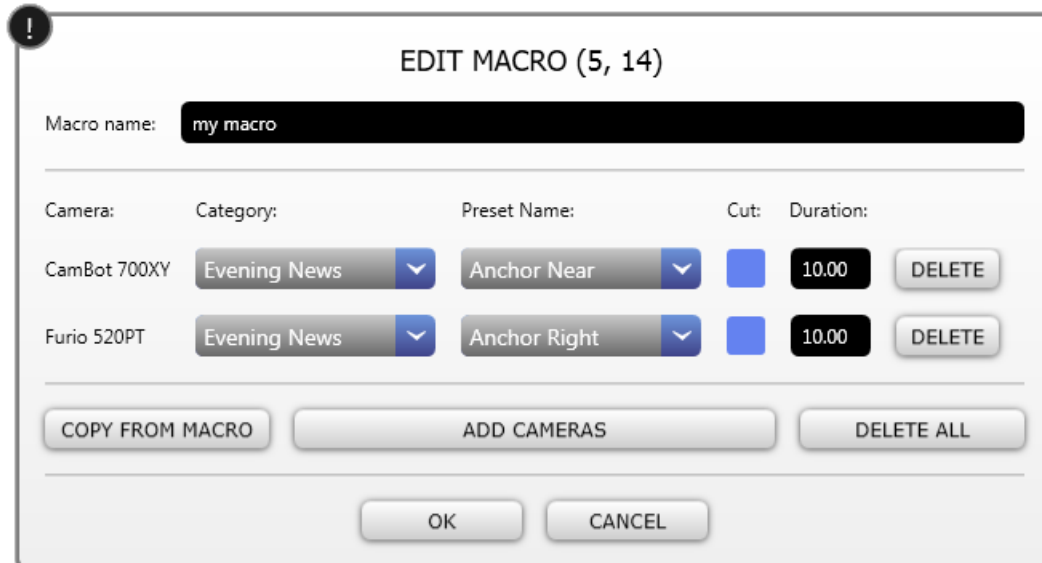 !
EDIT MACRO (5, 14)
Macro name: my macro
Camera: Category: Preset Name: Cut: Duration:
CamBot 700XY Evening News Anchor Near 10.00 DELETE
Furio 520PT Evening News Anchor Right 10.00 DELETE
COPY FROM MACRO ADD CAMERAS DELETE ALL
OK CANCEL